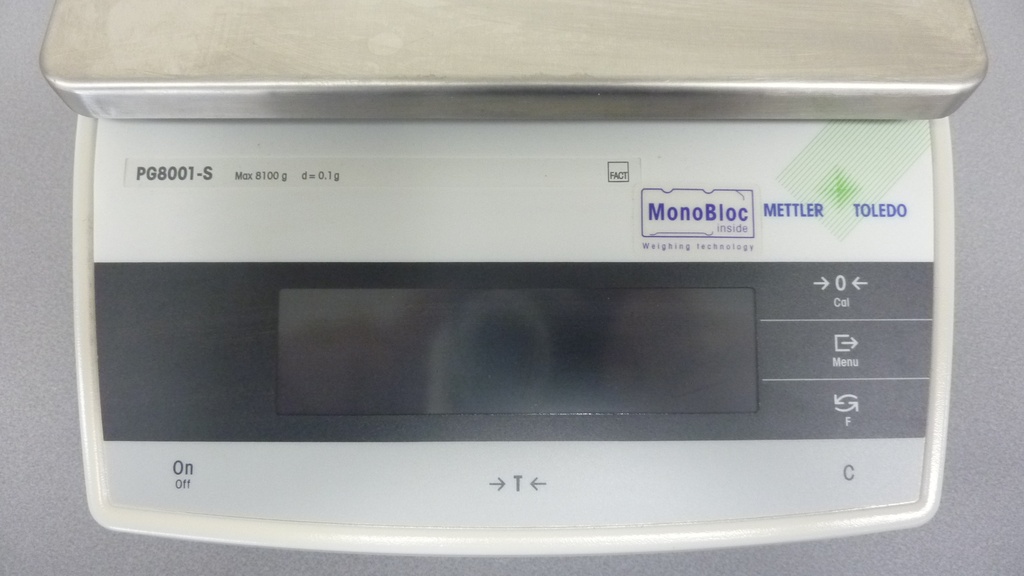 PG8001-S Max 8100 g d = 0.1 g FACT
MonoBloc
inside
Weighing technology
METTLER TOLEDO
→0←
Cal
Menu
F
On
Off
→T←
C